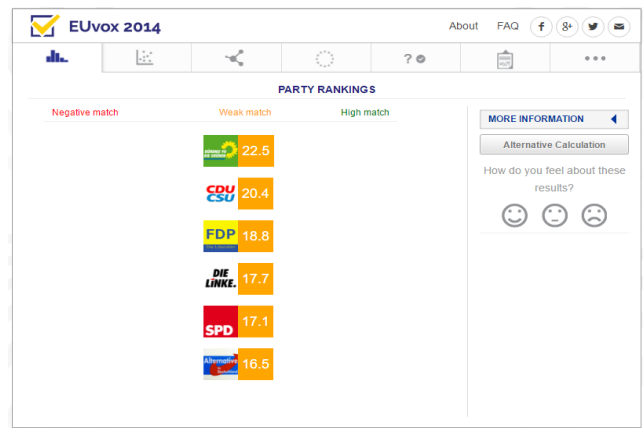 EUvox 2014
About FAQ
?
PARTY RANKINGS
Negative match Weak match High match
MORE INFORMATION
Alternative Calculation
How do you feel about these
results?
22.5
CDU
CSU
20.4
FDP
18.8
DIE
LINKE.
17.7
SPD
17.1
Alternative
16.5